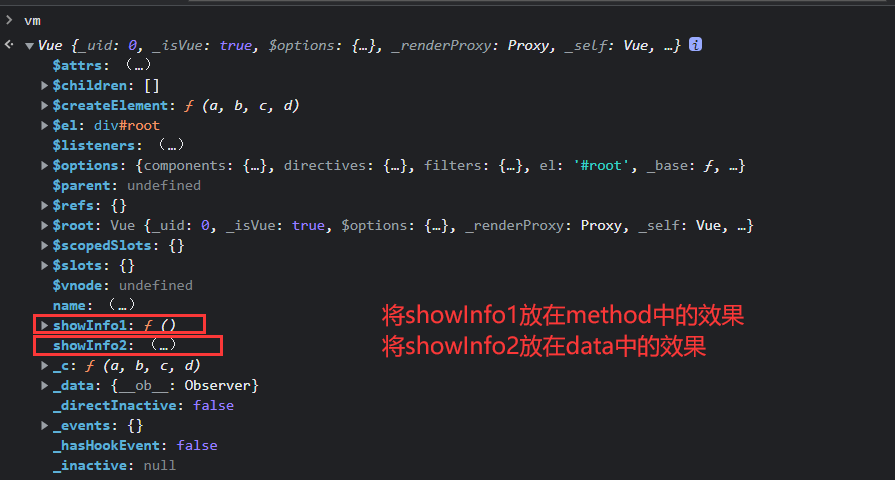 vm
Vue {_uid: 0, _isVue: true, $options: {…}, _renderProxy: Proxy, _self: Vue, …} i
$attrs: （…）
$children: []
$createElement: ƒ (a, b, c, d)
$el: div#root
$listeners: （…）
$options: {components: {…}, directives: {…}, filters: {…}, el: '#root', _base: ƒ, …}
$parent: undefined
$refs: {}
$root: Vue {_uid: 0, _isVue: true, $options: {…}, _renderProxy: Proxy, _self: Vue, …}
$scopedSlots: {}
$slots: {}
$vnode: undefined
name: （…）
showInfo1: ƒ ()
将showInfo1放在method中的效果
showInfo2: （…）
将showInfo2放在data中的效果
_c: ƒ (a, b, c, d)
_data: {__ob__: Observer}
_directInactive: false
_events: {}
_hasHookEvent: false
_inactive: null